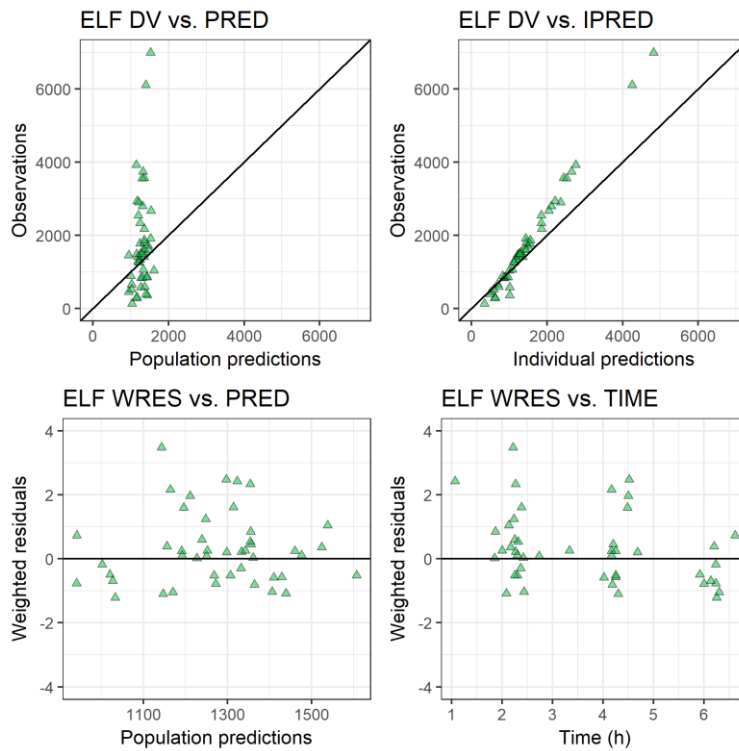 ELF DV vs. PRED
6000
4000
2000
0
Observations
0 2000 4000 6000
Population predictions
ELF DV vs. IPRED
6000
4000
2000
0
Observations
0 2000 4000 6000
Individual predictions
ELF WRES vs. PRED
4
2
0
-2
-4
Weighted residuals
1100 1300 1500
Population predictions
ELF WRES vs. TIME
4
2
0
-2
-4
Weighted residuals
1 2 3 4 5 6
Time (h)